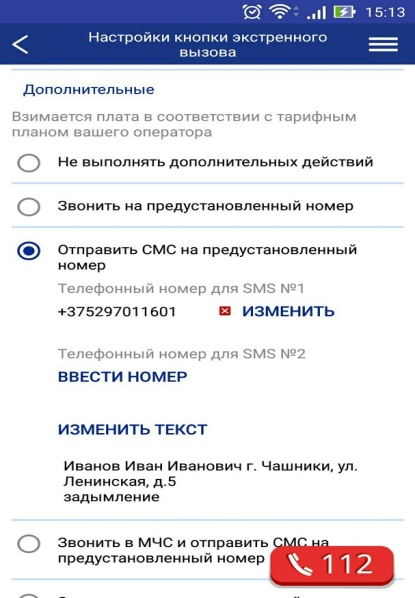 15:13
Настройки кнопки экстренного
вызова
Дополнительные
Взимается плата в соответствии с тарифным
планом вашего оператора
Не выполнять дополнительных действий
Звонить на предустановленный номер
Отправить СМС на предустановленный
номер
Телефонный номер для SMS №1
+375297011601 ИЗМЕНИТЬ
Телефонный номер для SMS №2
ВВЕСТИ НОМЕР
ИЗМЕНИТЬ ТЕКСТ
Иванов Иван Иванович г. Чашники, ул.
Ленинская, д.5
задымление
Звонить в МЧС и отправить СМС на
предустановленный номер
112